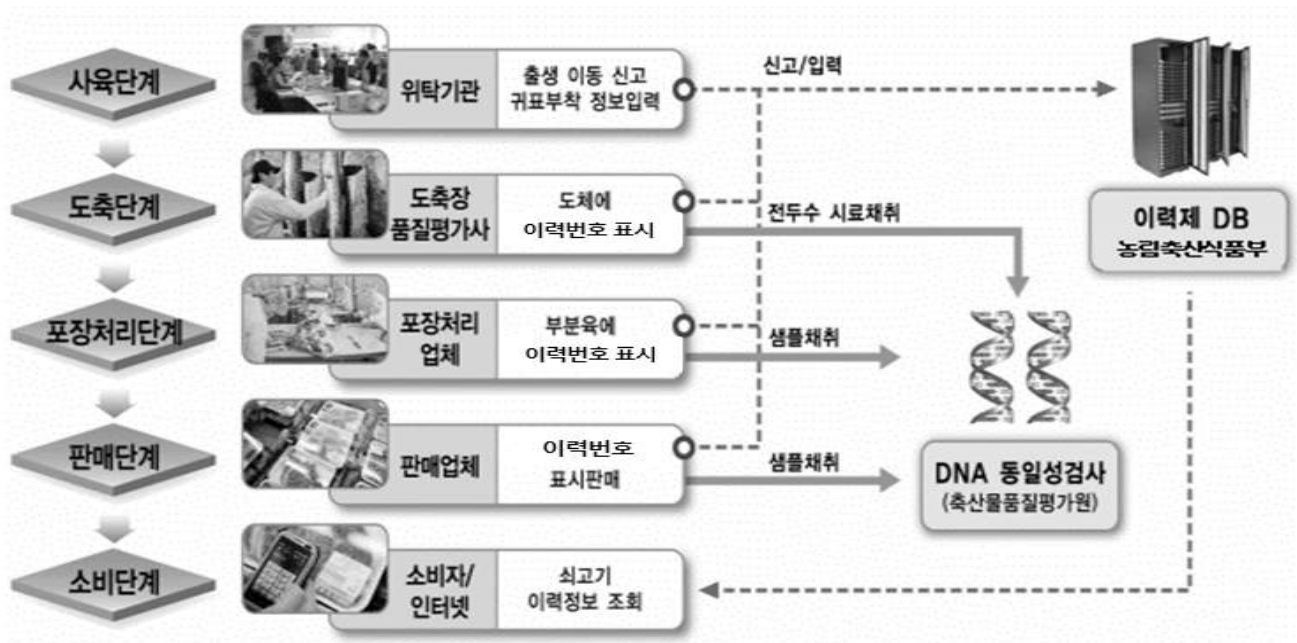 사육단계
위탁기관
출생 이동 신고
귀표부착 정보입력
신고/입력
이력제 DB
농림축산식품부
도축단계
도축장
품질평가사
도체에
이력번호 표시
전두수 시료채취
포장처리단계
포장처리
업체
부분육에
이력번호 표시
샘플채취
판매단계
판매업체
이력번호
표시판매
샘플채취
DNA 동일성검사
(축산물품질평가원)
소비단계
소비자/
인터넷
쇠고기
이력정보 조회